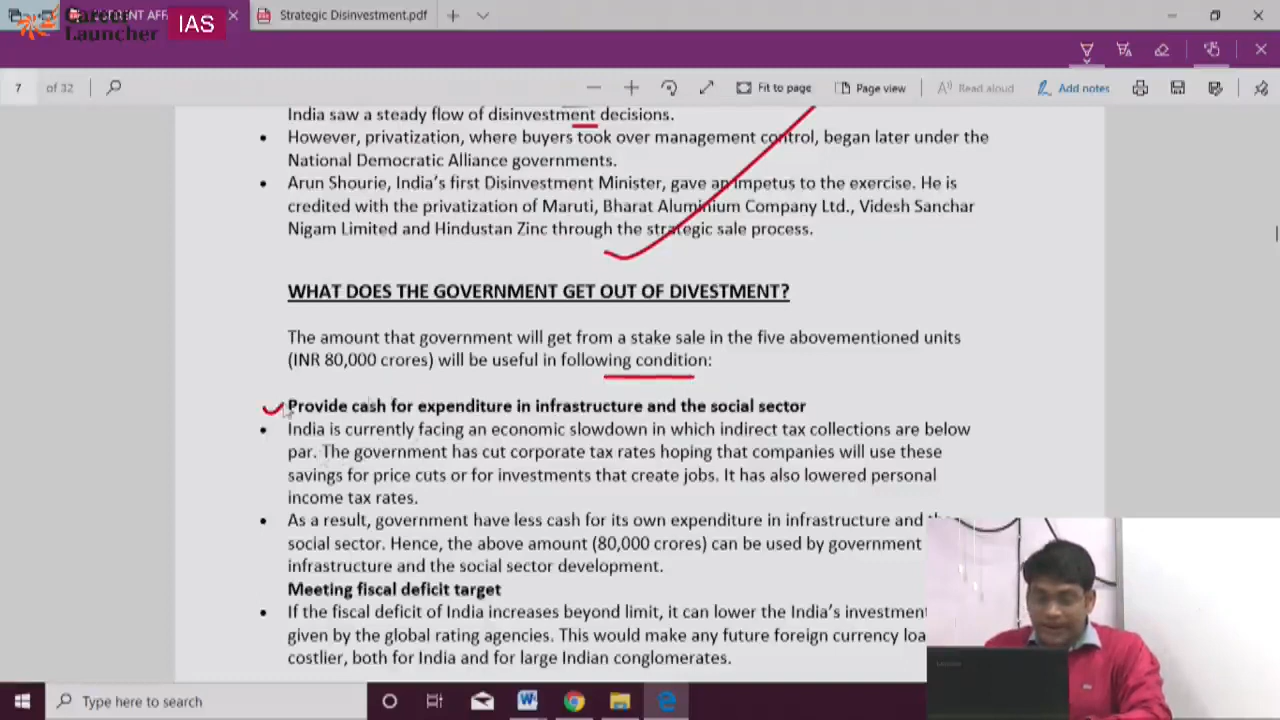 Career
Launcher
IAS
CURRENT AFF
Strategic Disinvestment.pdf
7 of 32
Fit to page
Page view
Read aloud
Add notes
India saw a steady flow of disinvestment decisions.
However, privatization, where buyers took over management control, began later under the
National Democratic Alliance governments.
Arun Shourie, India's first Disinvestment Minister, gave an impetus to the exercise. He is
credited with the privatization of Maruti, Bharat Aluminium Company Ltd., Videsh Sanchar
Nigam Limited and Hindustan Zinc through the strategic sale process.
WHAT DOES THE GOVERNMENT GET OUT OF DIVESTMENT?
The amount that government will get from a stake sale in the five abovementioned units
(INR 80,000 crores) will be useful in following condition:
Provide cash for expenditure in infrastructure and the social sector
India is currently facing an economic slowdown in which indirect tax collections are below
par. The government has cut corporate tax rates hoping that companies will use these
savings for price cuts or for investments that create jobs. It has also lowered personal
income tax rates.
As a result, government have less cash for its own expenditure in infrastructure and
social sector. Hence, the above amount (80,000 crores) can be used by government
infrastructure and the social sector development.
Meeting fiscal deficit target
If the fiscal deficit of India increases beyond limit, it can lower the India's investment
given by the global rating agencies. This would make any future foreign currency loa
costlier, both for India and for large Indian conglomerates.
Type here to search